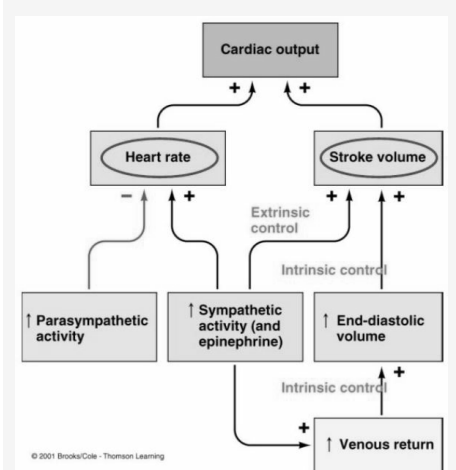 Cardiac output
+
+
Heart rate
Stroke volume
−
+
+
+
Extrinsic
control
Intrinsic control
↑ Parasympathetic
activity
↑ Sympathetic
activity (and
epinephrine)
↑ End-diastolic
volume
+
Intrinsic control
+
↑ Venous return
© 2001 Brooks/Cole - Thomson Learning